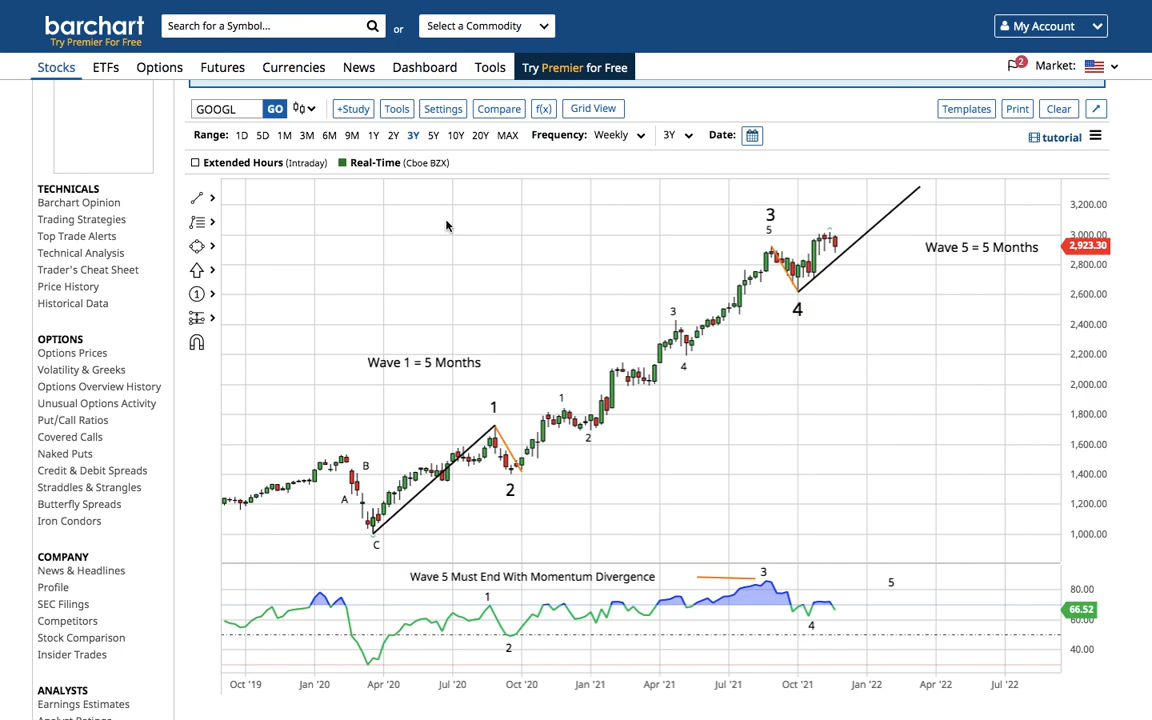 barchart
Try Premier For Free
Search for a Symbol...
or
Select a Commodity
My Account
Stocks ETFs Options Futures Currencies News Dashboard Tools Try Premier for Free
2 Market:
GOOGL GO +Study Tools Settings Compare f(x) Grid View Templates Print Clear
Range: 1D 5D 1M 3M 6M 9M 1Y 2Y 3Y 5Y 10Y 20Y MAX Frequency: Weekly 3Y Date: tutorial
Extended Hours (Intraday) Real-Time (Cboe BZX)
TECHNICALS
Barchart Opinion
Trading Strategies
Top Trade Alerts
Technical Analysis
Trader's Cheat Sheet
Price History
Historical Data
OPTIONS
Options Prices
Volatility & Greeks
Options Overview History
Unusual Options Activity
Put/Call Ratios
Covered Calls
Naked Puts
Credit & Debit Spreads
Straddles & Strangles
Butterfly Spreads
Iron Condors
COMPANY
News & Headlines
Profile
SEC Filings
Competitors
Stock Comparison
Insider Trades
ANALYSTS
Earnings Estimates
1
3
5
Wave 5 = 5 Months
4
3
4
Wave 1 = 5 Months
1
1
2
2
A
B
C
3,200.00
3,000.00
2,923.30
2,800.00
2,600.00
2,400.00
2,200.00
2,000.00
1,800.00
1,600.00
1,400.00
1,200.00
1,000.00
Wave 5 Must End With Momentum Divergence
3
5
1
2
4
80.00
66.52
60.00
40.00
Oct '19 Jan '20 Apr '20 Jul '20 Oct '20 Jan '21 Apr '21 Jul '21 Oct '21 Jan '22 Apr '22 Jul '22